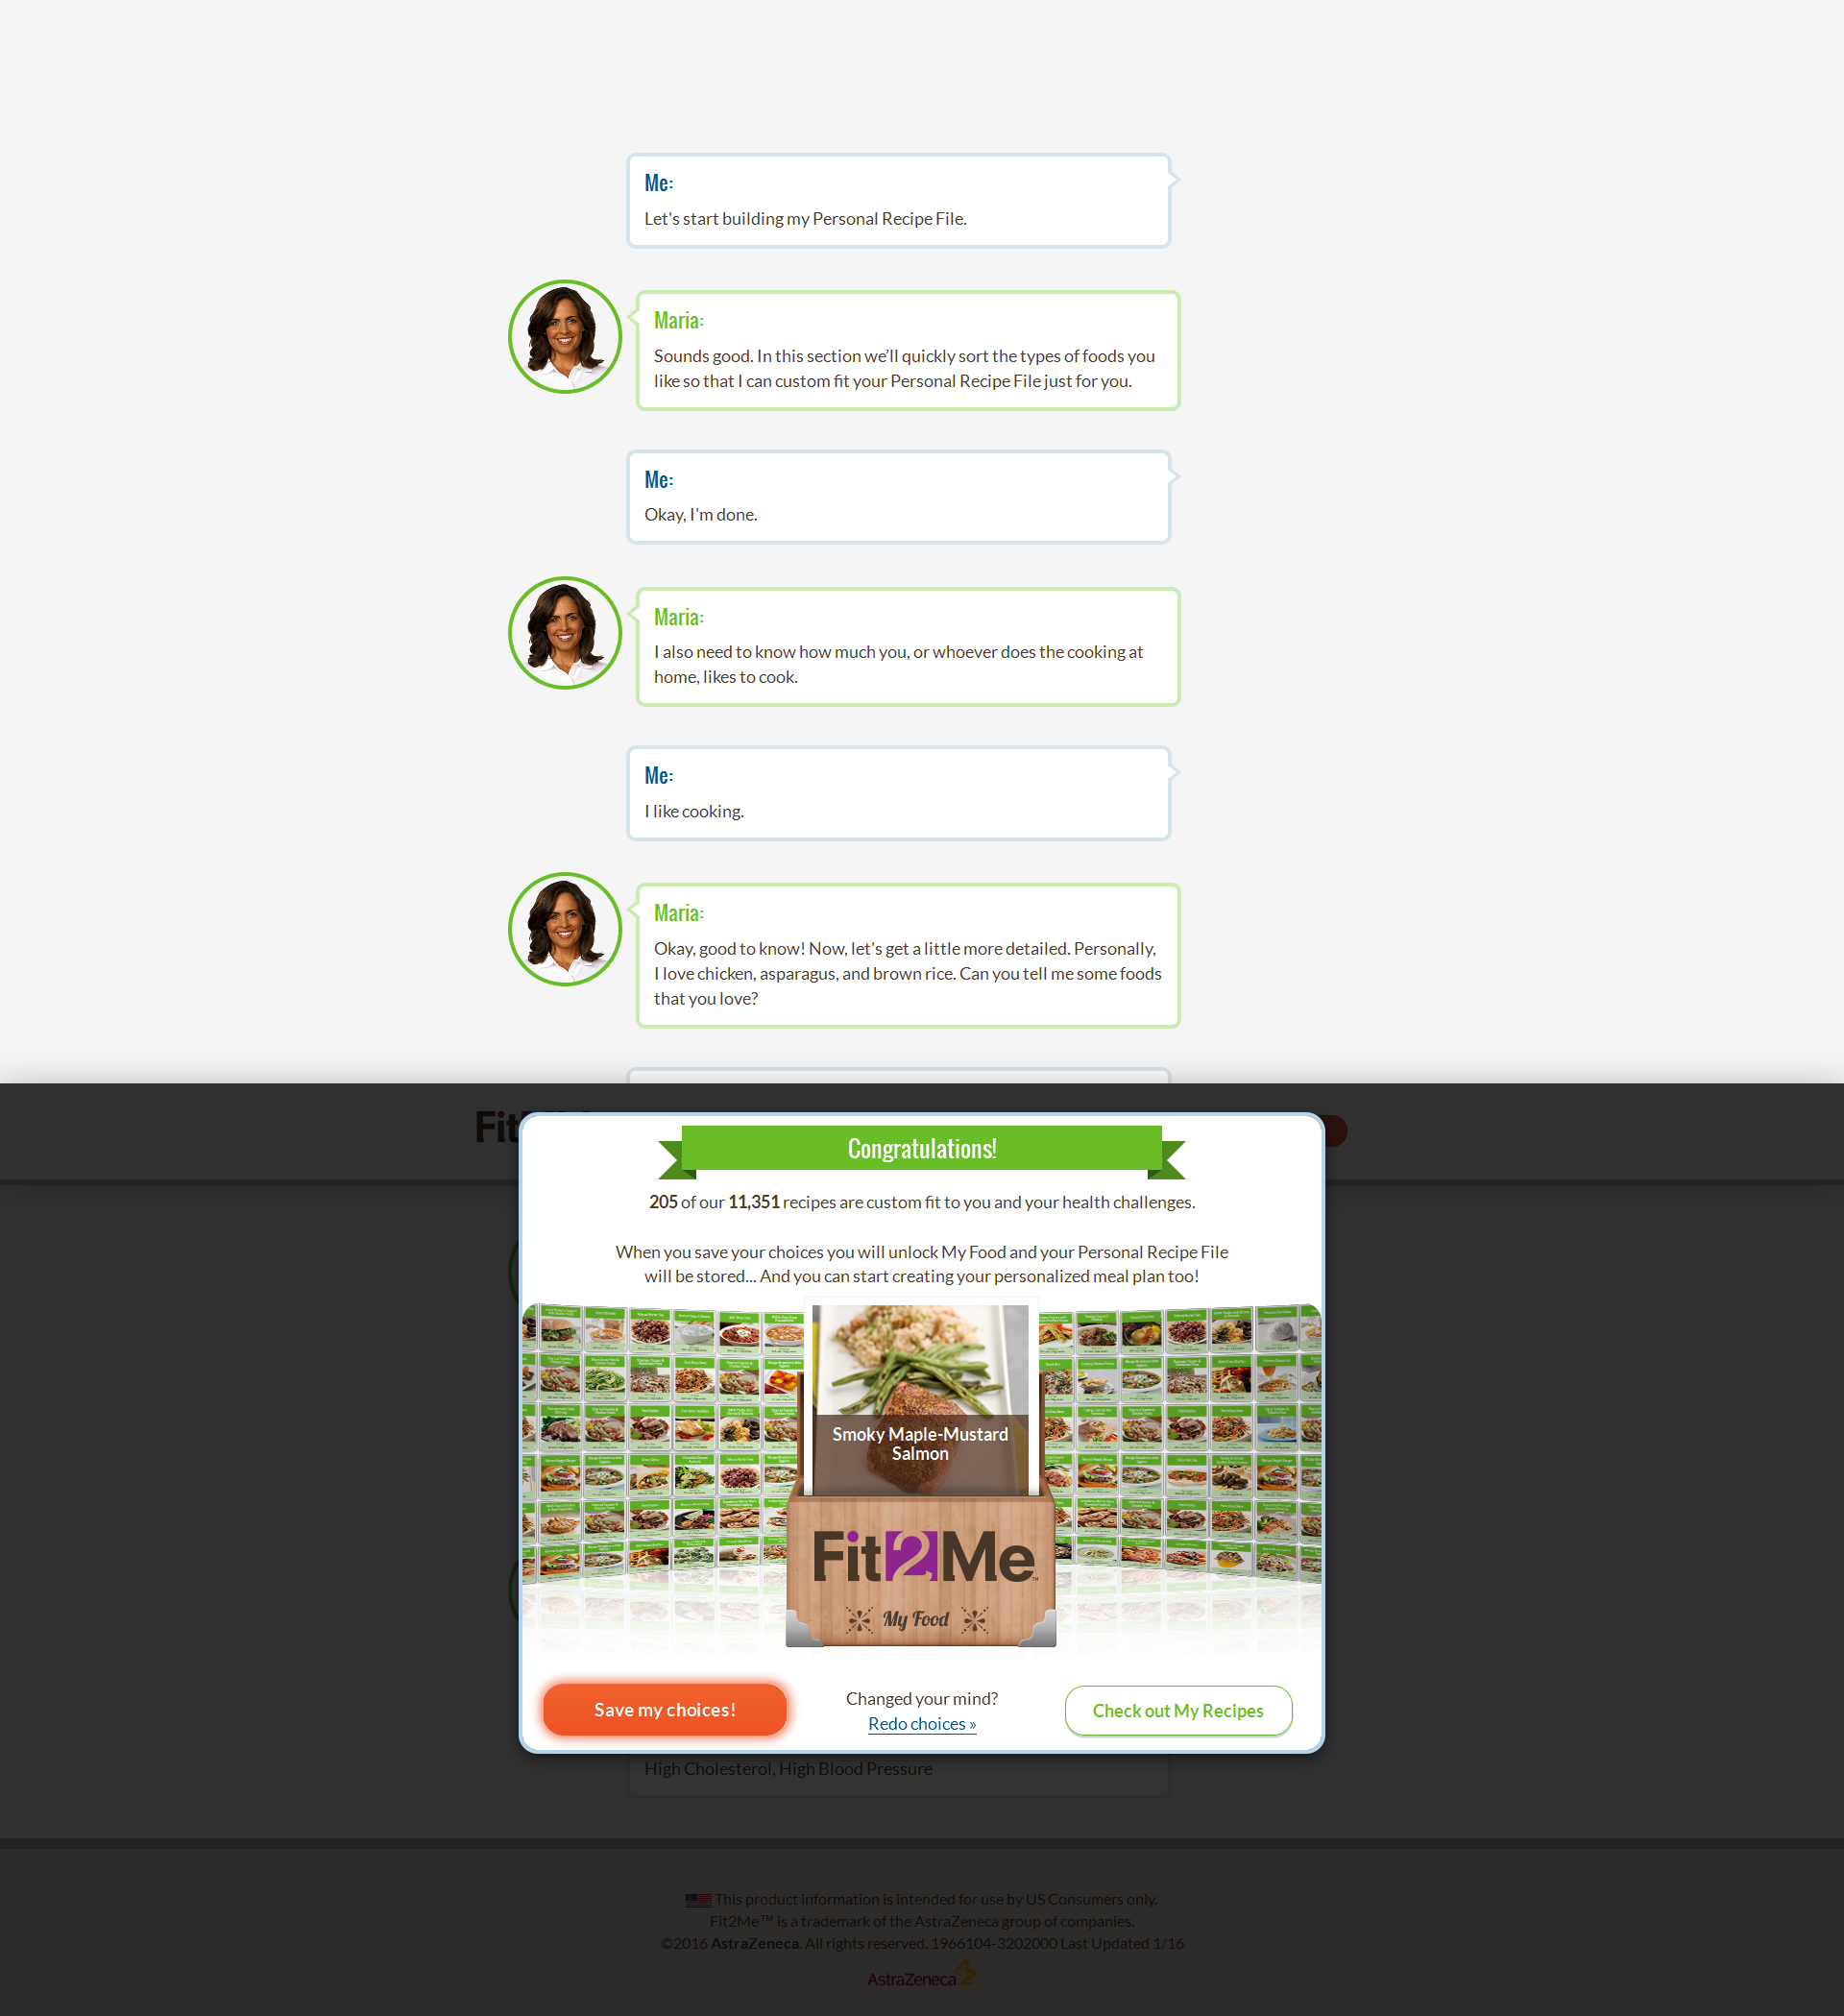 Me:
Let's start building my Personal Recipe File.
Maria:
Sounds good. In this section we’ll quickly sort the types of foods you
like so that I can custom fit your Personal Recipe File just for you.
Me:
Okay, I'm done.
Maria:
I also need to know how much you, or whoever does the cooking at
home, likes to cook.
Me:
I like cooking.
Maria:
Okay, good to know! Now, let's get a little more detailed. Personally,
I love chicken, asparagus, and brown rice. Can you tell me some foods
that you love?
Congratulations!
205 of our 11,351 recipes are custom fit to you and your health challenges.
When you save your choices you will unlock My Food and your Personal Recipe File
will be stored... And you can start creating your personalized meal plan too!
Smoky Maple-Mustard
Salmon
Fit2Me™
My Food
Save my choices!
Changed your mind?
Redo choices »
Check out My Recipes
High Cholesterol, High Blood Pressure
This product information is intended for use by US Consumers only.
Fit2Me™ is a trademark of the AstraZeneca group of companies.
©2016 AstraZeneca. All rights reserved. 1966104-3202000 Last Updated 1/16
AstraZeneca